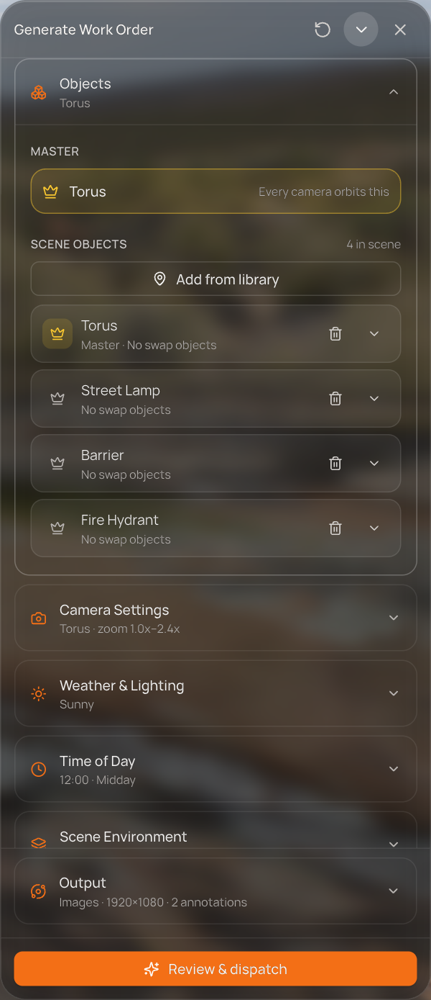 Generate Work Order
Objects
Torus
MASTER
Torus
Every camera orbits this
SCENE OBJECTS
4 in scene
Add from library
Torus
Master · No swap objects
Street Lamp
No swap objects
Barrier
No swap objects
Fire Hydrant
No swap objects
Camera Settings
Torus · zoom 1.0x–2.4x
Weather & Lighting
Sunny
Time of Day
12:00 · Midday
Scene Environment
Output
Images · 1920×1080 · 2 annotations
Review & dispatch